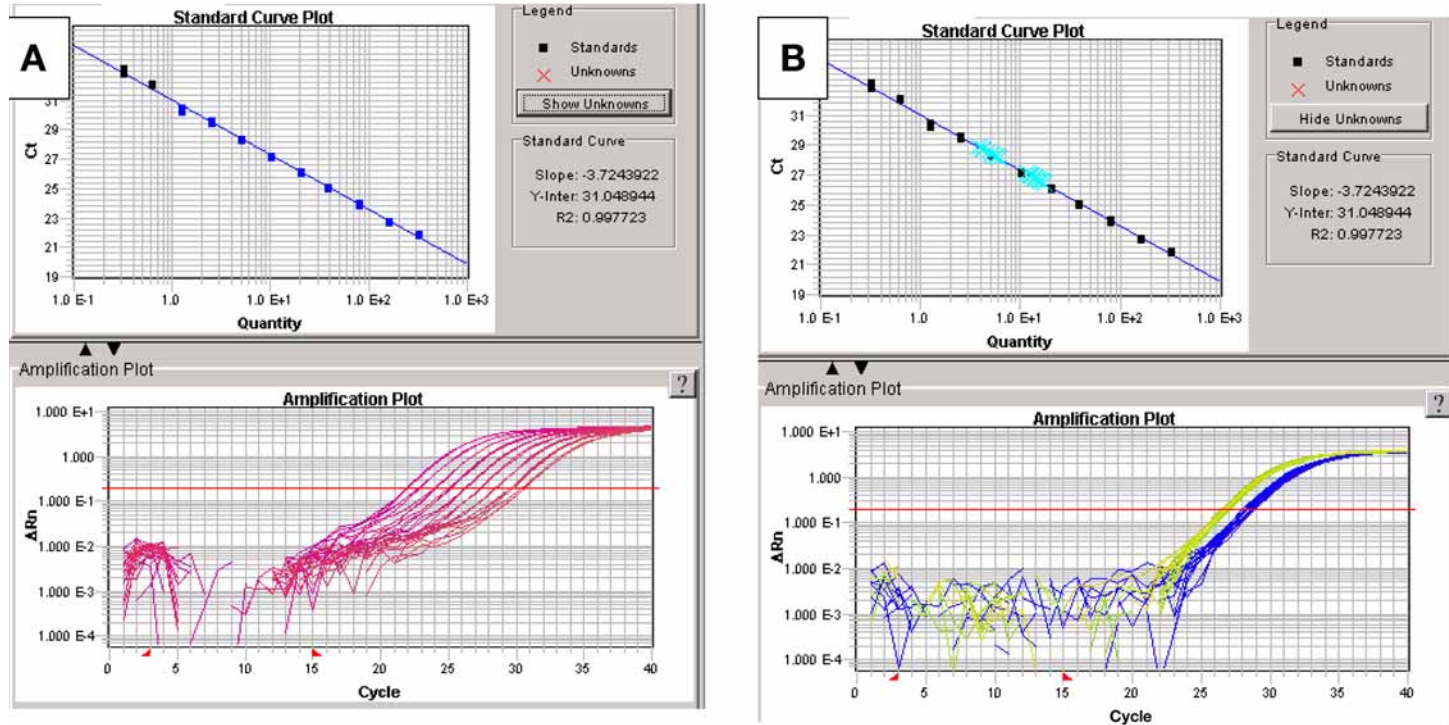 A
Standard Curve Plot
Ct
31
29
27
25
23
21
19
1.0 E-1 1.0 1.0 E+1 1.0 E+2 1.0 E+3
Quantity
Legend
Standards
Unknowns
Show Unknowns
Standard Curve
Slope: -3.7243922
Y-Inter: 31.048944
R2: 0.997723
Amplification Plot
?
Amplification Plot
ΔRn
1.000 E+1
1.000
1.000 E-1
1.000 E-2
1.000 E-3
1.000 E-4
0 5 10 15 20 25 30 35 40
Cycle
B
Standard Curve Plot
Ct
31
29
27
25
23
21
19
1.0 E-1 1.0 1.0 E+1 1.0 E+2 1.0 E+3
Quantity
Legend
Standards
Unknowns
Hide Unknowns
Standard Curve
Slope: -3.7243922
Y-Inter: 31.048944
R2: 0.997723
Amplification Plot
?
Amplification Plot
ΔRn
1.000 E+1
1.000
1.000 E-1
1.000 E-2
1.000 E-3
1.000 E-4
0 5 10 15 20 25 30 35 40
Cycle